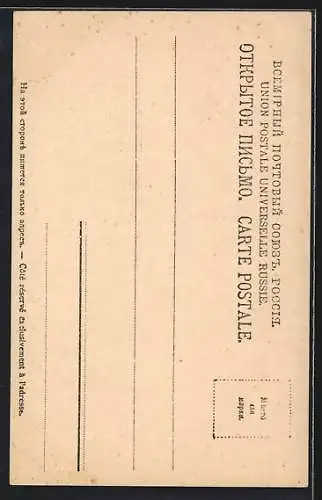 ВСЕМІРНЫЙ ПОЧТОВЫЙ СОЮЗЪ. РОССІЯ.
UNION POSTALE UNIVERSELLE RUSSIE.
ОТКРЫТОЕ ПИСЬМО. CARTE POSTALE.
Мѣсто
для
марки.
На этой сторонѣ пишется только адресъ. — Côté réservé exclusivement à l'adresse.